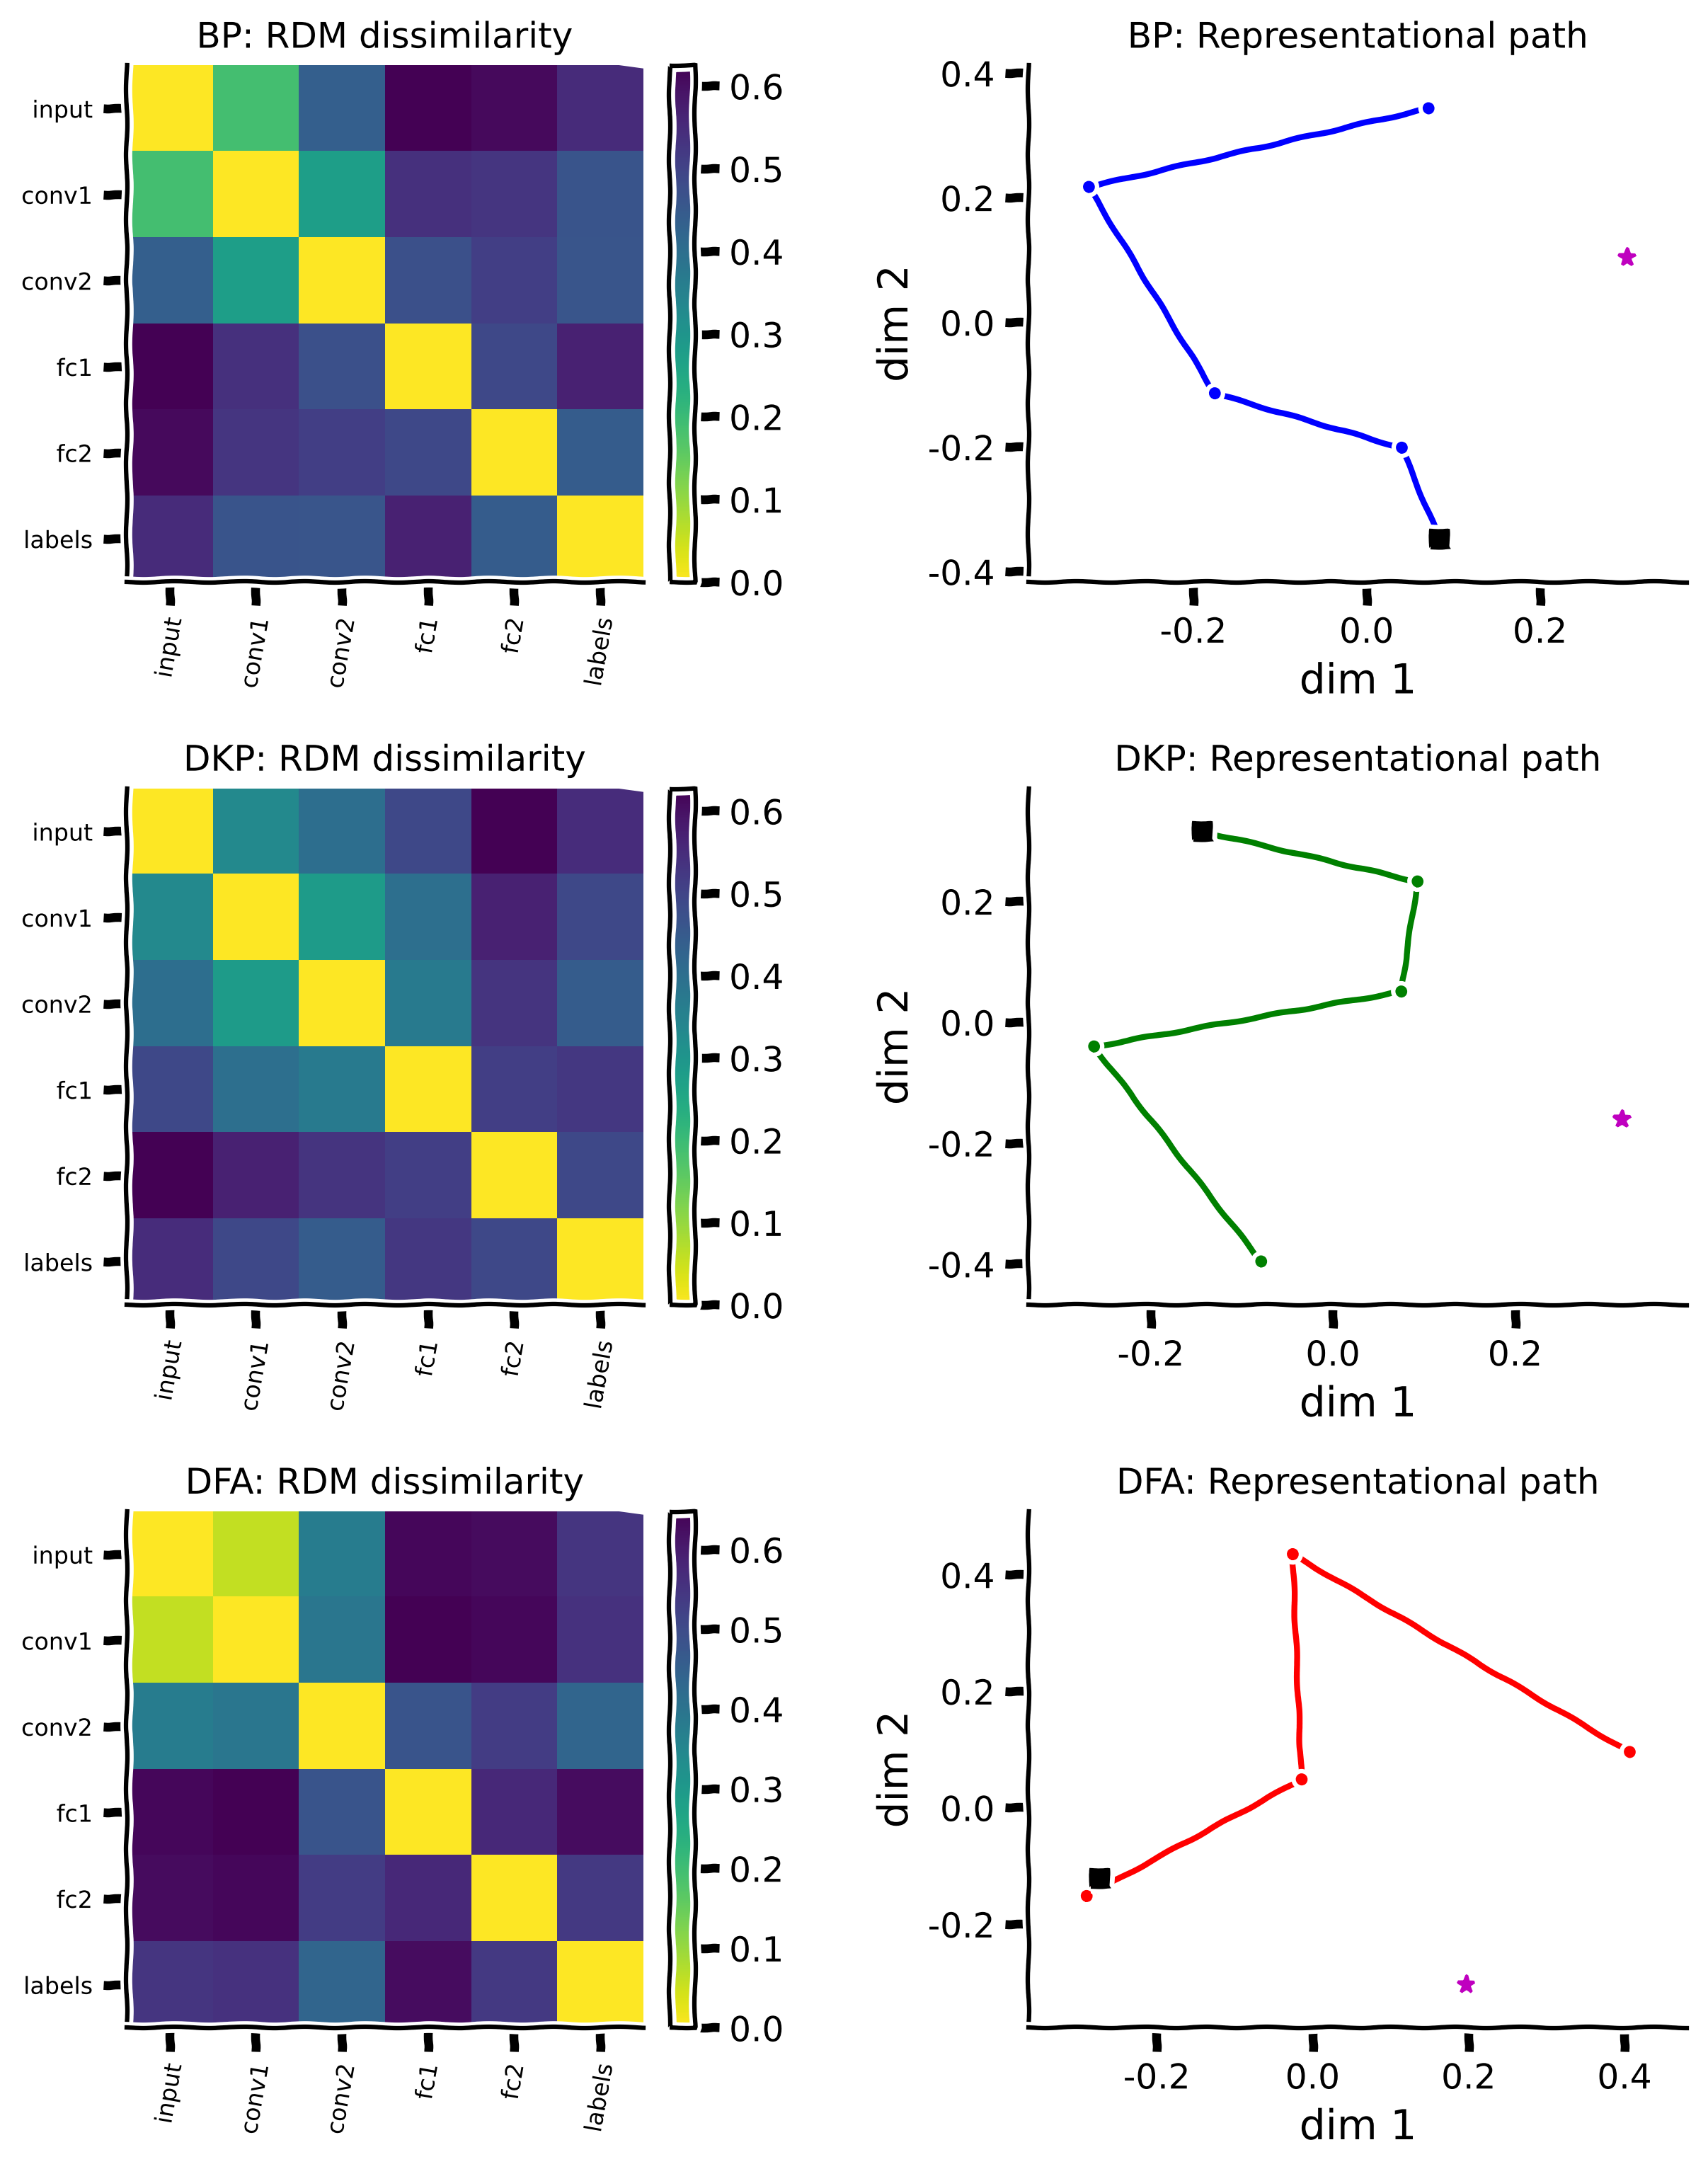 BP: RDM dissimilarity
input
conv1
conv2
fc1
fc2
labels
input
conv1
conv2
fc1
fc2
labels
0.6
0.5
0.4
0.3
0.2
0.1
0.0
BP: Representational path
dim 2
0.4
0.2
0.0
-0.2
-0.4
-0.2
0.0
0.2
dim 1
DKP: RDM dissimilarity
input
conv1
conv2
fc1
fc2
labels
input
conv1
conv2
fc1
fc2
labels
0.6
0.5
0.4
0.3
0.2
0.1
0.0
DKP: Representational path
dim 2
0.2
0.0
-0.2
-0.4
-0.2
0.0
0.2
dim 1
DFA: RDM dissimilarity
input
conv1
conv2
fc1
fc2
labels
input
conv1
conv2
fc1
fc2
labels
0.6
0.5
0.4
0.3
0.2
0.1
0.0
DFA: Representational path
dim 2
0.4
0.2
0.0
-0.2
-0.2
0.0
0.2
0.4
dim 1